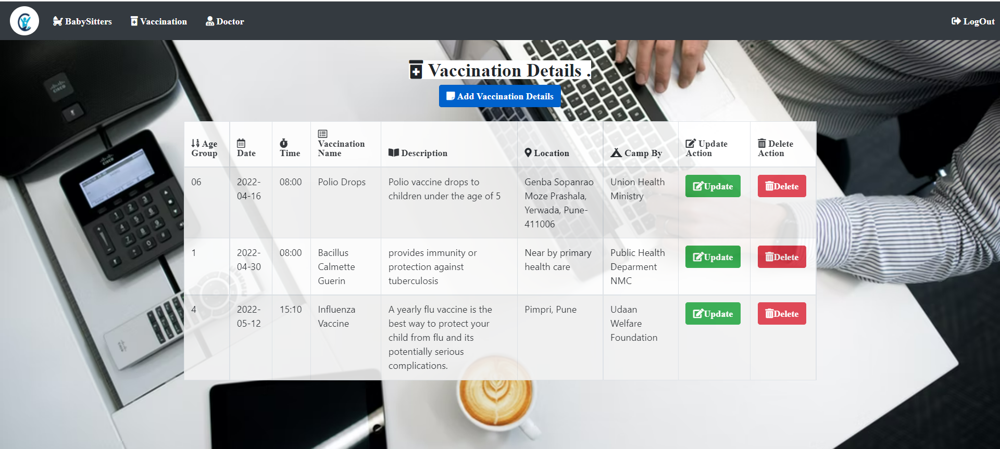 BabySitters Vaccination Doctor LogOut
Vaccination Details .
Add Vaccination Details
Age Group Date Time Vaccination Name Description Location Camp By Update Action Delete Action
06 2022-04-16 08:00 Polio Drops Polio vaccine drops to children under the age of 5 Genba Sopanrao Moze Prashala, Yerwada, Pune-411006 Union Health Ministry Update Delete
1 2022-04-30 08:00 Bacillus Calmette Guerin provides immunity or protection against tuberculosis Near by primary health care Public Health Deparment NMC Update Delete
4 2022-05-12 15:10 Influenza Vaccine A yearly flu vaccine is the best way to protect your child from flu and its potentially serious complications. Pimpri, Pune Udaan Welfare Foundation Update Delete
CISCO
CISCO